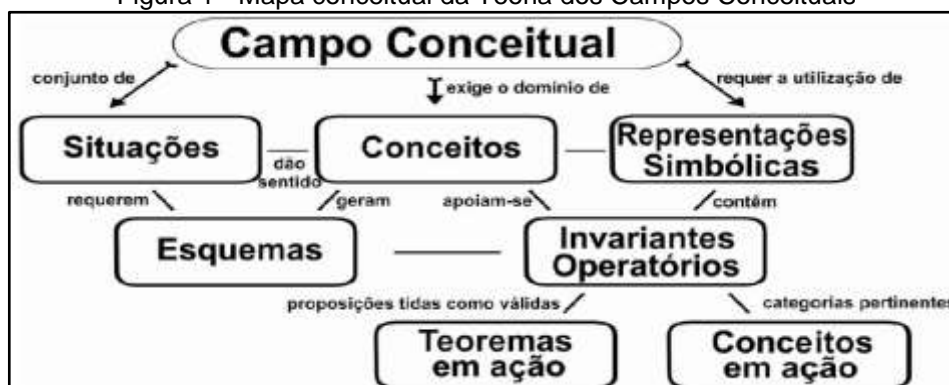 Figura 1 - Mapa conceitual da Teoria dos Campos Conceituais
Campo Conceitual
conjunto de
exige o domínio de
requer a utilização de
Situações
dão
sentido
Conceitos
Representações
Simbólicas
requerem
geram
apoiam-se
contêm
Esquemas
Invariantes
Operatórios
proposições tidas como válidas
categorias pertinentes
Teoremas
em ação
Conceitos
em ação